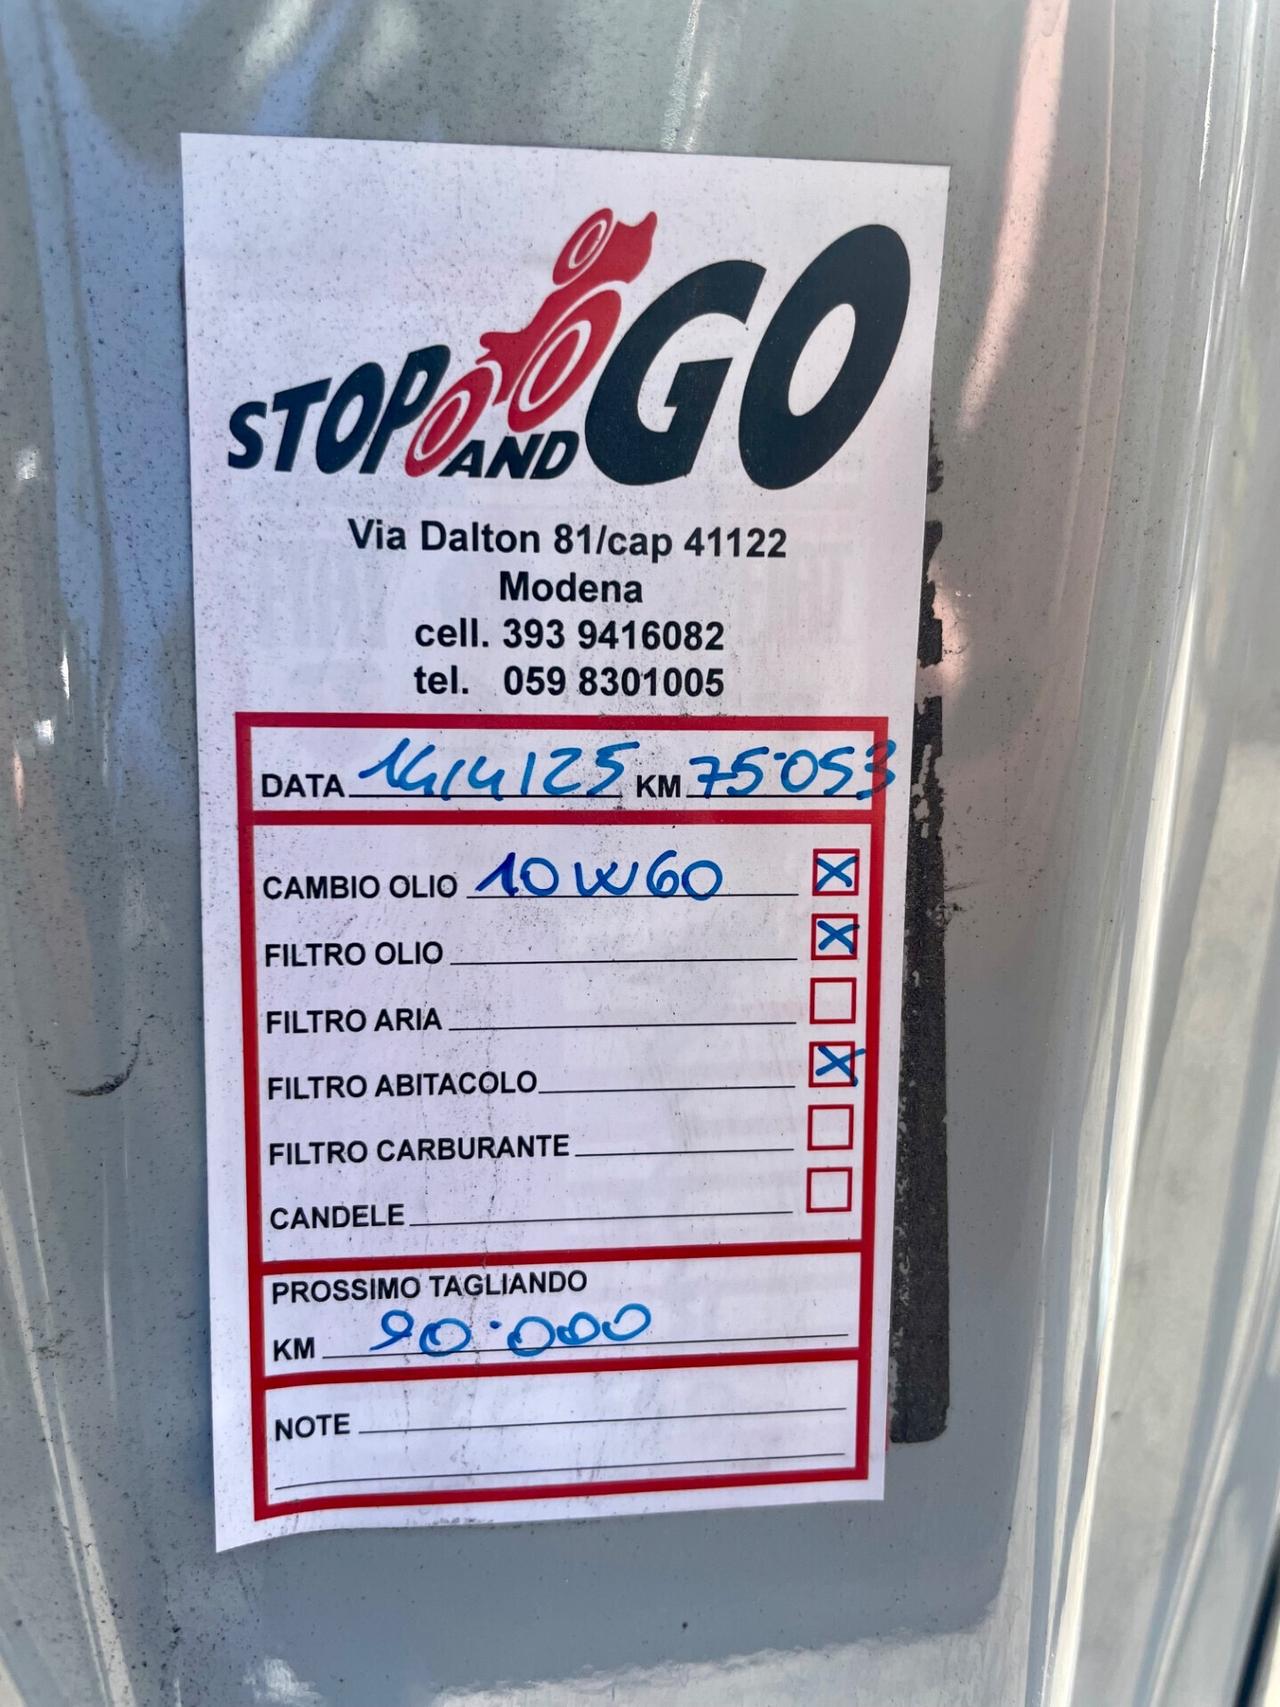 STOP AND GO
Via Dalton 81/cap 41122
Modena
cell. 393 9416082
tel. 059 8301005
DATA 14/4/25 KM 75.053
CAMBIO OLIO 10W60 X
FILTRO OLIO X
FILTRO ARIA
FILTRO ABITACOLO X
FILTRO CARBURANTE
CANDELE
PROSSIMO TAGLIANDO
KM 90.000
NOTE